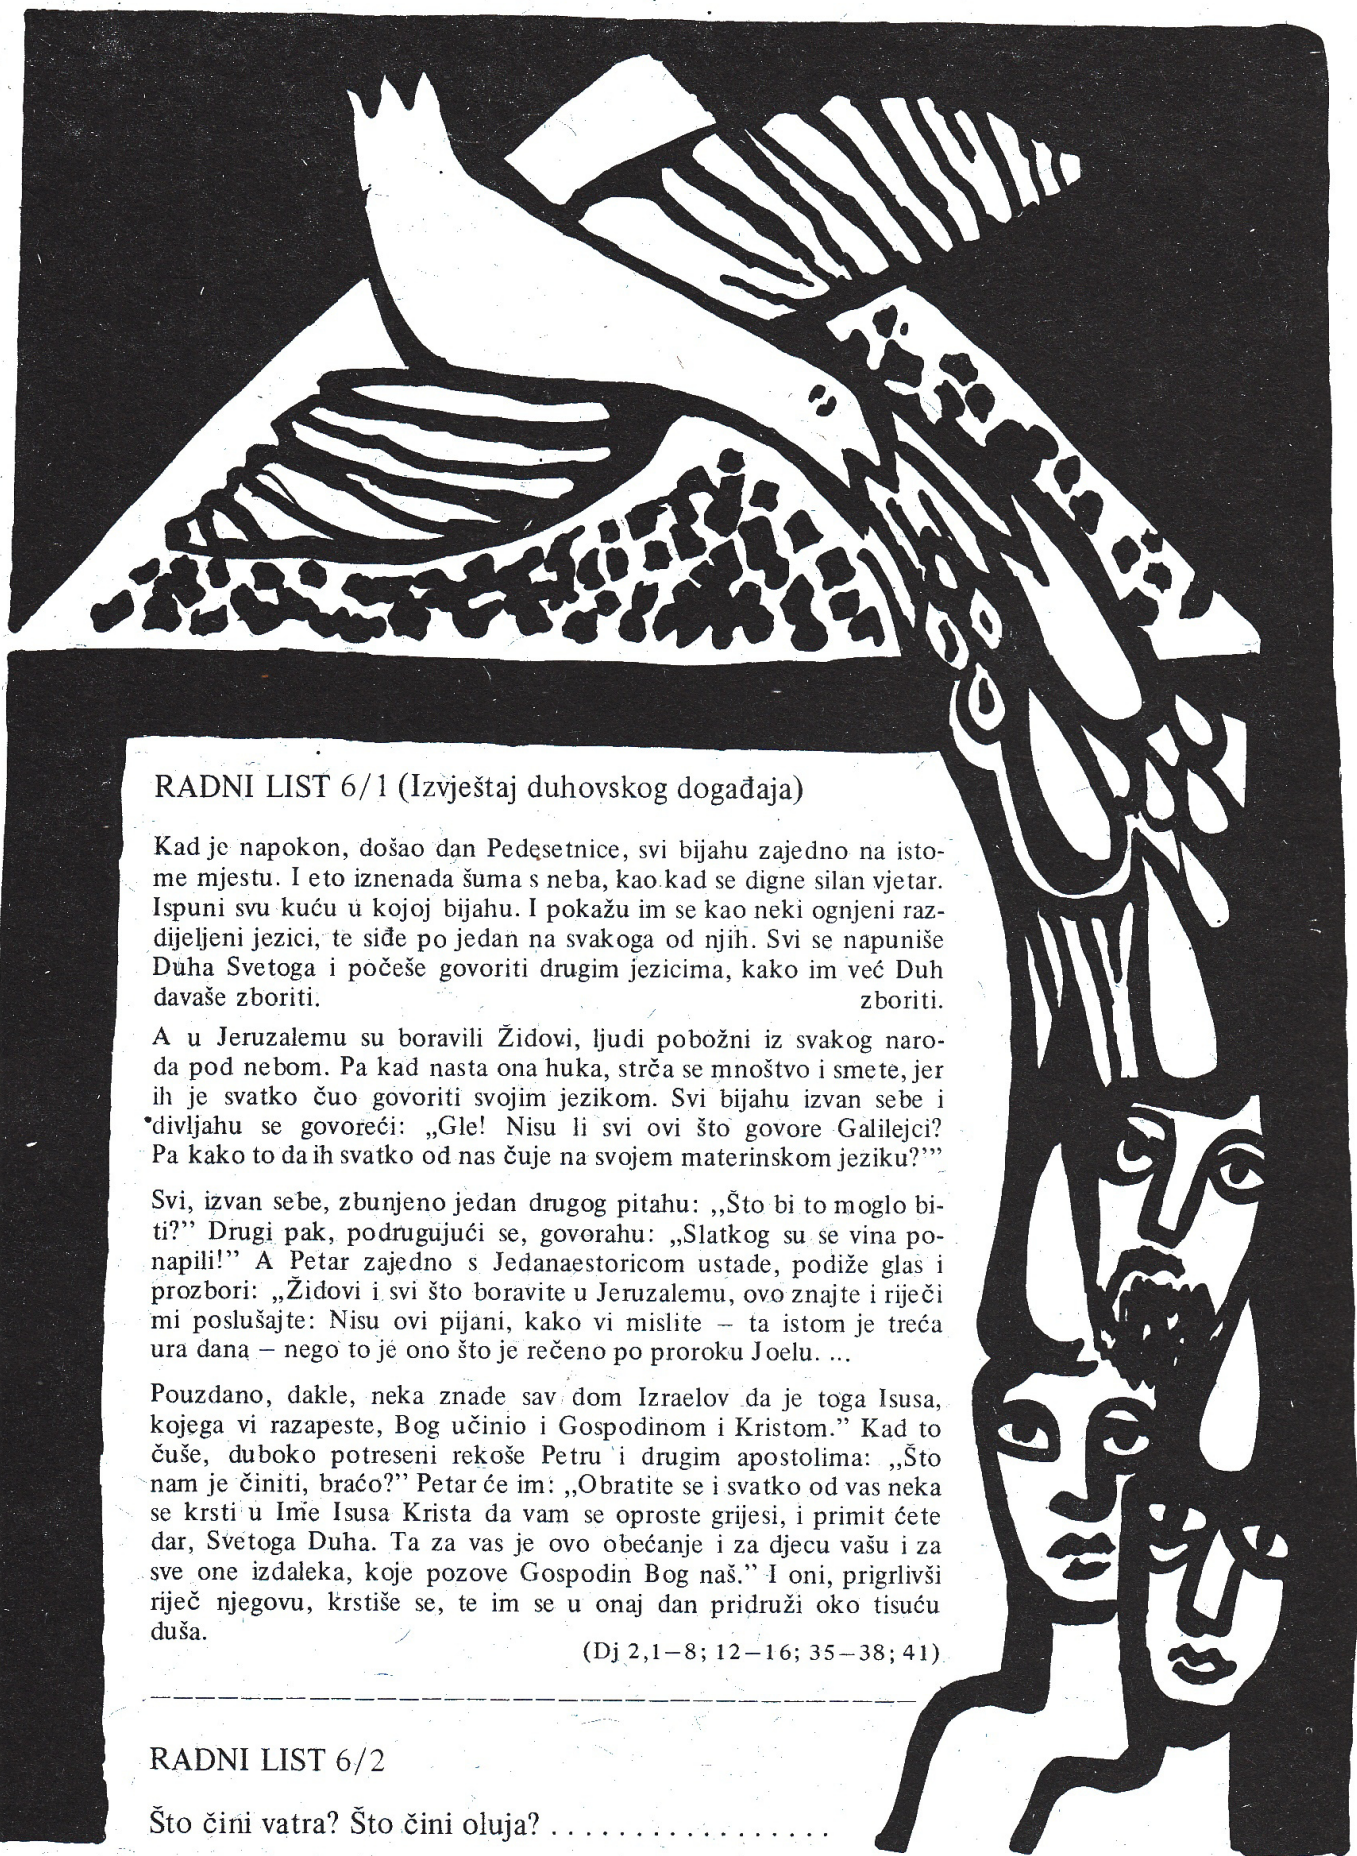 RADNI LIST 6/1 (Izvještaj duhovskog događaja)
Kad je napokon, došao dan Pedesetnice, svi bijahu zajedno na isto-
me mjestu. I eto iznenada šuma s neba, kao kad se digne silan vjetar.
Ispuni svu kuću u kojoj bijahu. I pokažu im se kao neki ognjeni raz-
dijeljeni jezici, te siđe po jedan na svakoga od njih. Svi se napuniše
Duha Svetoga i počeše govoriti drugim jezicima, kako im već Duh
davaše zboriti. zboriti.
A u Jeruzalemu su boravili Židovi, ljudi pobožni iz svakog naro-
da pod nebom. Pa kad nasta ona huka, strča se mnoštvo i smete, jer
ih je svatko čuo govoriti svojim jezikom. Svi bijahu izvan sebe i
divljahu se govoreći: „Gle! Nisu li svi ovi što govore Galilejci?
Pa kako to da ih svatko od nas čuje na svojem materinskom jeziku?'”
Svi, izvan sebe, zbunjeno jedan drugog pitahu: ,,Što bi to moglo bi-
ti?” Drugi pak, podrugujući se, govorahu: „Slatkog su se vina po-
napili!” A Petar zajedno s Jedanaestoricom ustade, podiže glas i
prozbori: „Židovi i svi što boravite u Jeruzalemu, ovo znajte i riječi
mi poslušajte: Nisu ovi pijani, kako vi mislite – ta istom je treća
ura dana – nego to je ono što je rečeno po proroku Joelu. ...
Pouzdano, dakle, neka znade sav dom Izraelov da je toga Isusa,
kojega vi razapeste, Bog učinio i Gospodinom i Kristom.” Kad to
čuše, duboko potreseni rekoše Petru i drugim apostolima: „Što
nam je činiti, braćo?” Petar će im: „Obratite se i svatko od vas neka
se krsti u Ime Isusa Krista da vam se oproste grijesi, i primit ćete
dar, Svetoga Duha. Ta za vas je ovo obećanje i za djecu vašu i za
sve one izdaleka, koje pozove Gospodin Bog naš.” I oni, prigrlivši
riječ njegovu, krstiše se, te im se u onaj dan pridruži oko tisuću
duša.
(Dj 2,1–8; 12–16; 35–38; 41)
RADNI LIST 6/2
Što čini vatra? Što čini oluja? . . . . . . . . . . . . . . . . .